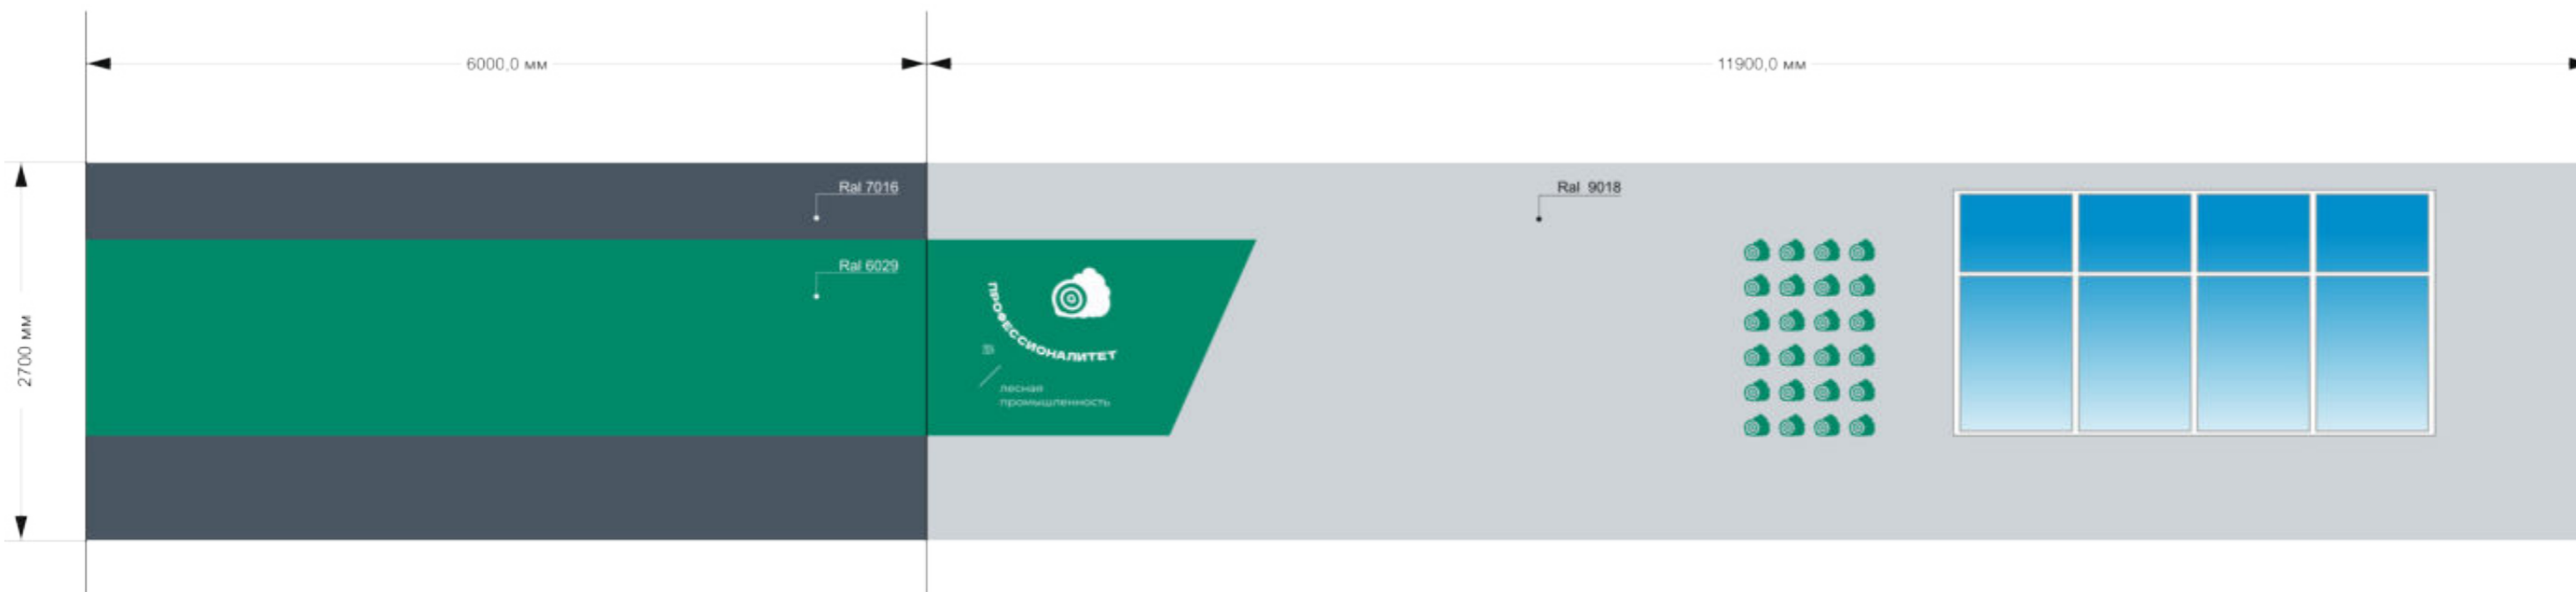 6000,0 мм
11900,0 мм
2700 мм
Ral 7016
Ral 6029
Ral 9018
ПРОФЕССИОНАЛИТЕТ
лесная
промышленность